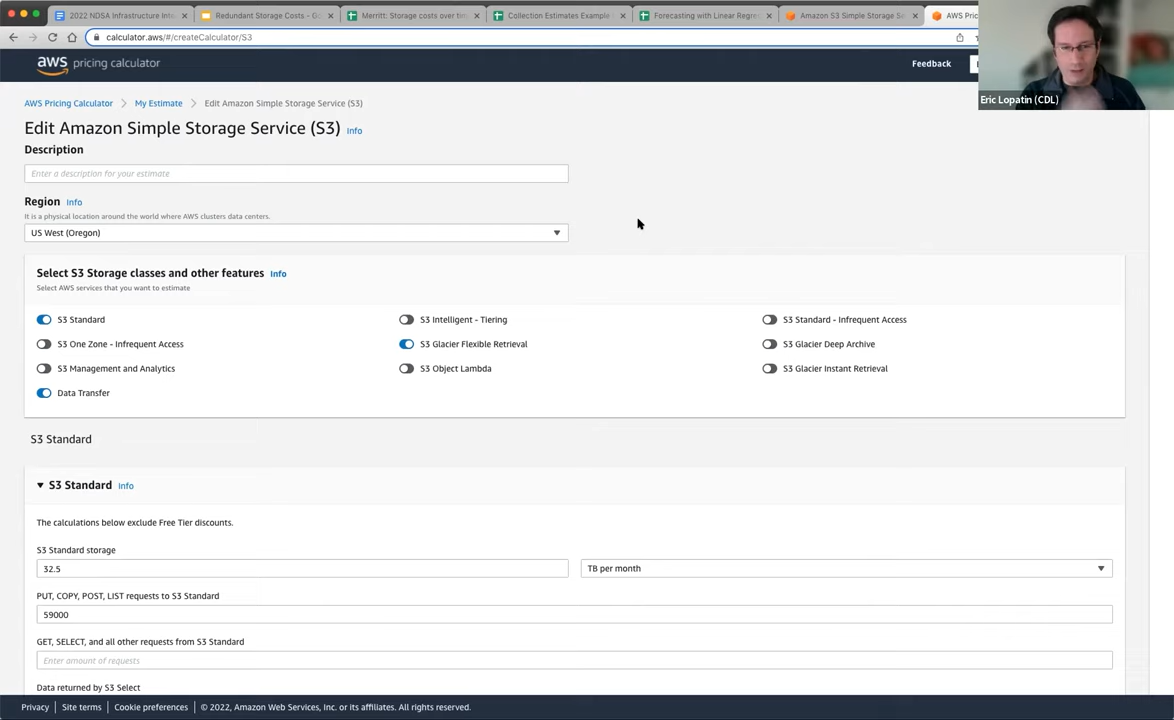 2022 NDSA Infrastructure Inte
Redundant Storage Costs – Go
Merritt: Storage costs over tim
Collection Estimates Example
Forecasting with Linear Regres
Amazon S3 Simple Storage Se
AWS Pric
calculator.aws/#/createCalculator/S3
aws pricing calculator
Feedback
Eric Lopatin (CDL)
AWS Pricing Calculator
My Estimate
Edit Amazon Simple Storage Service (S3)
Edit Amazon Simple Storage Service (S3) Info
Description
Enter a description for your estimate
Region Info
It is a physical location around the world where AWS clusters data centers.
US West (Oregon)
Select S3 Storage classes and other features Info
Select AWS services that you want to estimate
S3 Standard
S3 Intelligent - Tiering
S3 Standard - Infrequent Access
S3 One Zone - Infrequent Access
S3 Glacier Flexible Retrieval
S3 Glacier Deep Archive
S3 Management and Analytics
S3 Object Lambda
S3 Glacier Instant Retrieval
Data Transfer
S3 Standard
S3 Standard Info
The calculations below exclude Free Tier discounts.
S3 Standard storage
32.5
TB per month
PUT, COPY, POST, LIST requests to S3 Standard
59000
GET, SELECT, and all other requests from S3 Standard
Enter amount of requests
Data returned by S3 Select
Privacy | Site terms | Cookie preferences | © 2022, Amazon Web Services, Inc. or its affiliates. All rights reserved.